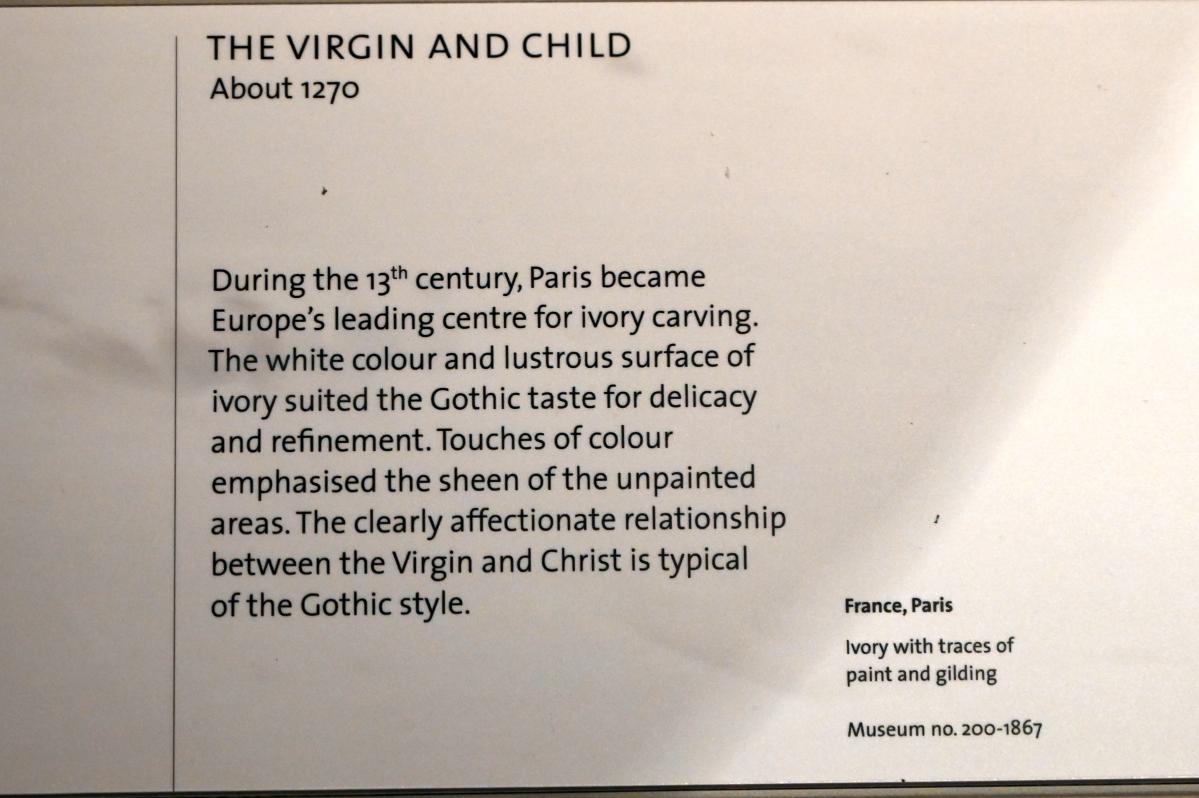 THE VIRGIN AND CHILD
About 1270
During the 13th century, Paris became
Europe's leading centre for ivory carving.
The white colour and lustrous surface of
ivory suited the Gothic taste for delicacy
and refinement. Touches of colour
emphasised the sheen of the unpainted
areas. The clearly affectionate relationship
between the Virgin and Christ is typical
of the Gothic style.
France, Paris
Ivory with traces of
paint and gilding
Museum no. 200-1867